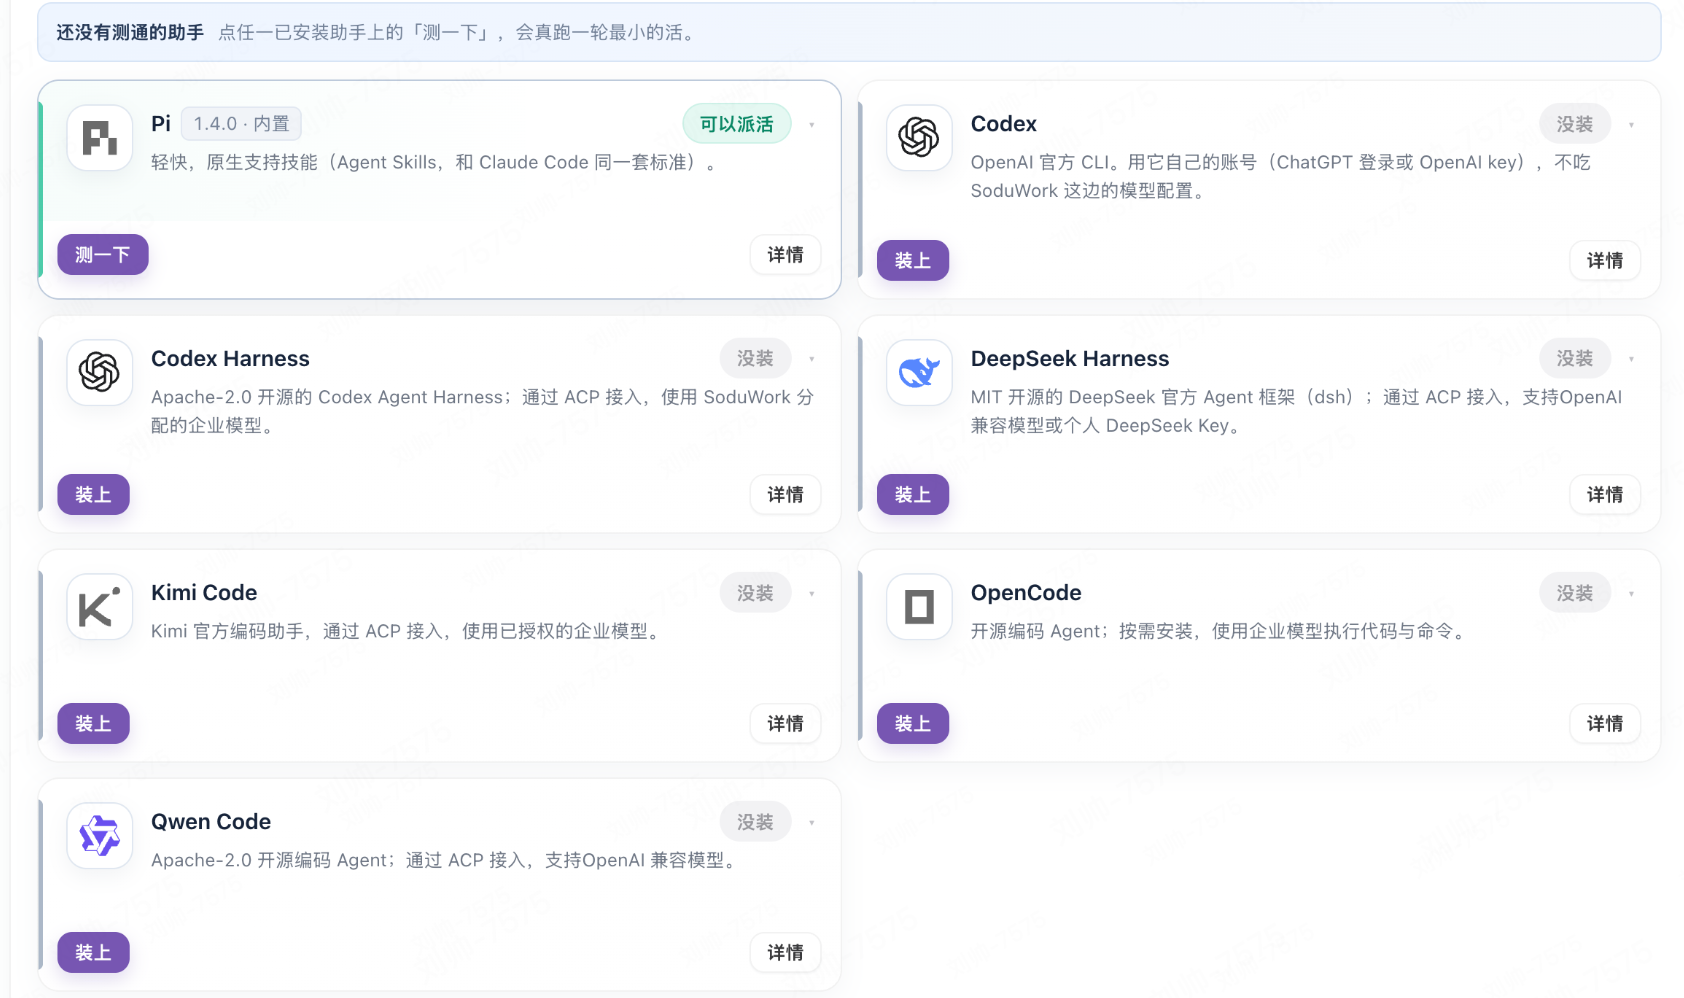 还没有测通的助手 点任一已安装助手上的「测一下」，会真跑一轮最小的活。
Pi 1.4.0 · 内置 可以派活
轻快，原生支持技能（Agent Skills，和 Claude Code 同一套标准）。
测一下 详情
Codex 没装
OpenAI 官方 CLI。用它自己的账号（ChatGPT 登录或 OpenAI key），不吃
SoduWork 这边的模型配置。
装上 详情
Codex Harness 没装
Apache-2.0 开源的 Codex Agent Harness；通过 ACP 接入，使用 SoduWork 分
配的企业模型。
装上 详情
DeepSeek Harness 没装
MIT 开源的 DeepSeek 官方 Agent 框架（dsh）；通过 ACP 接入，支持OpenAI
兼容模型或个人 DeepSeek Key。
装上 详情
Kimi Code 没装
Kimi 官方编码助手，通过 ACP 接入，使用已授权的企业模型。
装上 详情
OpenCode 没装
开源编码 Agent；按需安装，使用企业模型执行代码与命令。
装上 详情
Qwen Code 没装
Apache-2.0 开源编码 Agent；通过 ACP 接入，支持OpenAI 兼容模型。
装上 详情